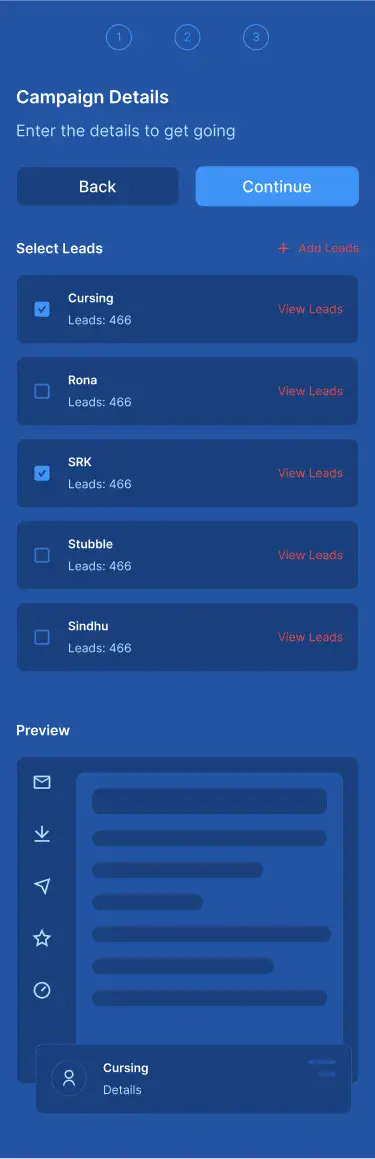 1 2 3
Campaign Details
Enter the details to get going
Back Continue
Select Leads + Add Leads
Cursing
Leads: 466 View Leads
Rona
Leads: 466 View Leads
SRK
Leads: 466 View Leads
Stubble
Leads: 466 View Leads
Sindhu
Leads: 466 View Leads
Preview
Cursing
Details